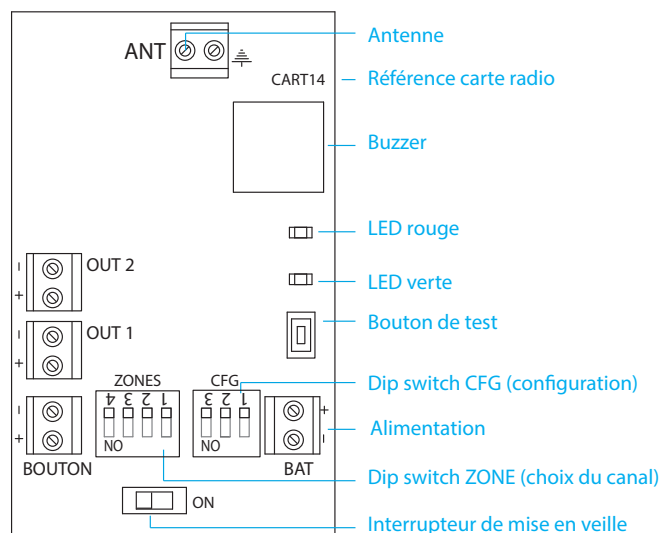 ANT
Antenne
CART14
Référence carte radio
Buzzer
LED rouge
- OUT 2
+
LED verte
Bouton de test
- OUT 1
+
ZONES
CFG
Dip switch CFG (configuration)
4 3 2 1
3 2 1
- +
+ -
Alimentation
NO
NO
BOUTON
BAT
Dip switch ZONE (choix du canal)
ON
Interrupteur de mise en veille